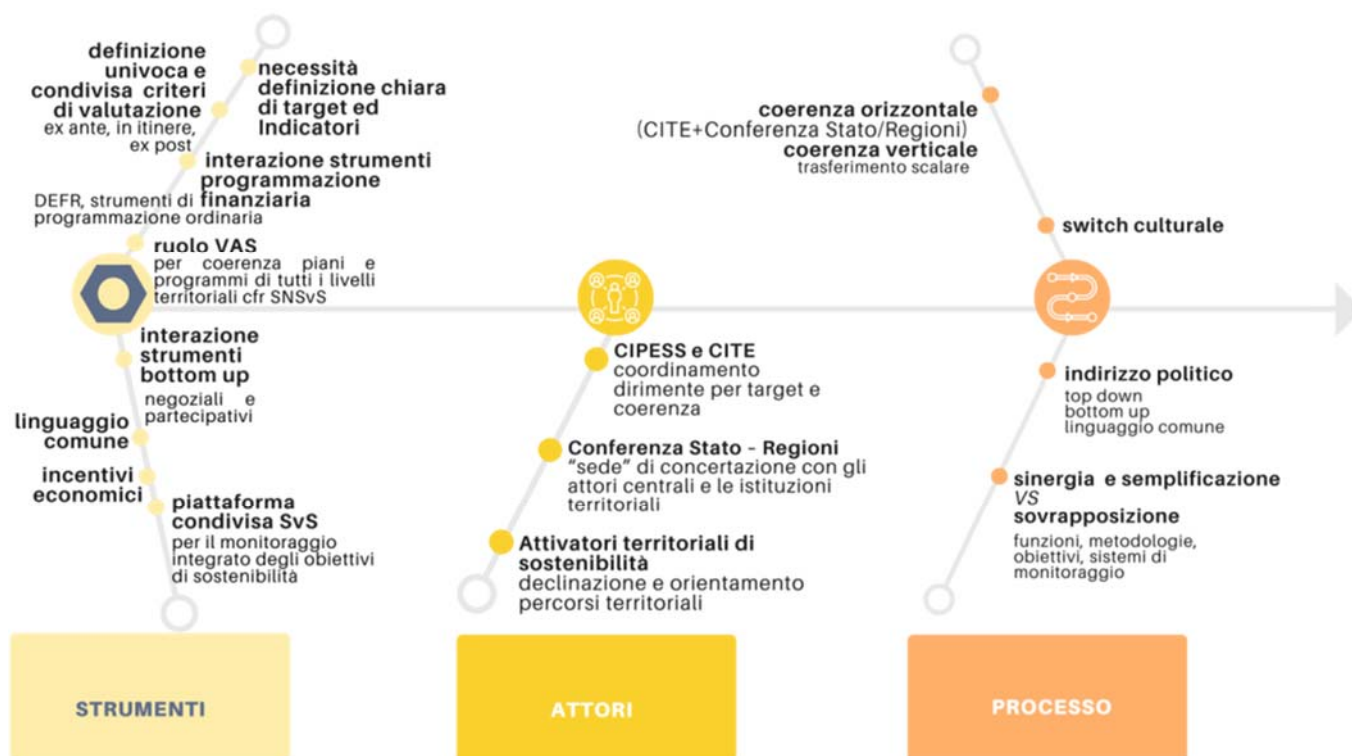 definizione
univoca e
condivisa criteri
di valutazione
ex ante, in itinere,
ex post
necessità
definizione chiara
di target ed
Indicatori
interazione strumenti
programmazione
finanziaria
DEFR, strumenti di
programmazione ordinaria
ruolo VAS
per coerenza piani e
programmi di tutti i livelli
territoriali cfr SNSvS
interazione
strumenti
bottom up
negoziali e
partecipativi
linguaggio
comune
incentivi
economici
piattaforma
condivisa SvS
per il monitoraggio
integrato degli obiettivi
di sostenibilità
STRUMENTI
CIPESS e CITE
coordinamento
dirimente per target e
coerenza
Conferenza Stato – Regioni
“sede” di concertazione con gli
attori centrali e le istituzioni
territoriali
Attivatori territoriali di
sostenibilità
declinazione e orientamento
percorsi territoriali
ATTORI
coerenza orizzontale
(CITE+Conferenza Stato/Regioni)
coerenza verticale
trasferimento scalare
switch culturale
indirizzo politico
top down
bottom up
linguaggio comune
sinergia e semplificazione
VS
sovrapposizione
funzioni, metodologie,
obiettivi, sistemi di
monitoraggio
PROCESSO